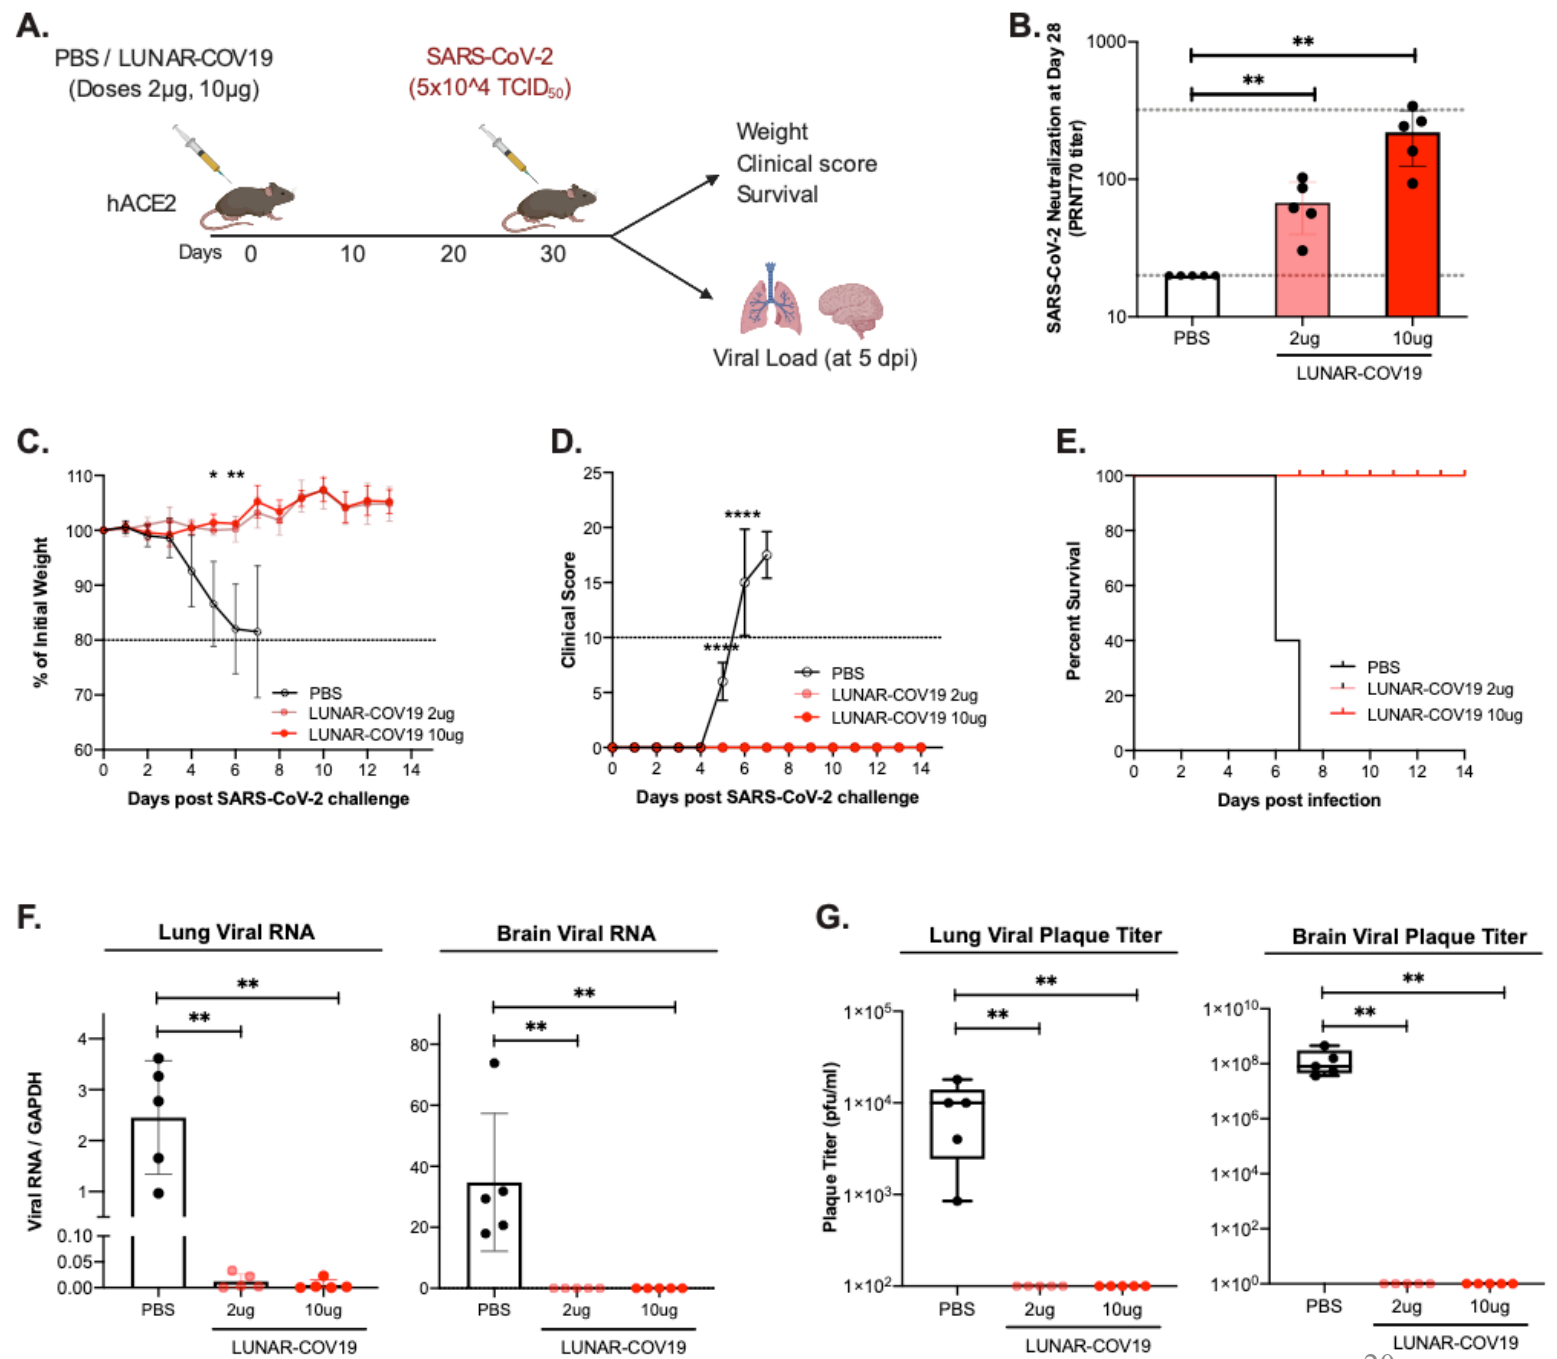 A.
PBS / LUNAR-COV19
(Doses 2µg, 10µg)
SARS-CoV-2
(5x10^4 TCID50)
hACE2
Days 0 10 20 30
Weight
Clinical score
Survival
Viral Load (at 5 dpi)
B.
SARS-CoV-2 Neutralization at Day 28
(PRNT70 titer)
1000
100
10
**
**
PBS 2ug 10ug
LUNAR-COV19
C.
% of Initial Weight
110
100
90
80
70
60
* **
PBS
LUNAR-COV19 2ug
LUNAR-COV19 10ug
0 2 4 6 8 10 12 14
Days post SARS-CoV-2 challenge
D.
Clinical Score
25
20
15
10
5
0
****
****
PBS
LUNAR-COV19 2ug
LUNAR-COV19 10ug
0 2 4 6 8 10 12 14
Days post SARS-CoV-2 challenge
E.
Percent Survival
100
80
60
40
20
0
PBS
LUNAR-COV19 2ug
LUNAR-COV19 10ug
0 2 4 6 8 10 12 14
Days post infection
F.
Lung Viral RNA
Viral RNA / GAPDH
**
**
4
3
2
1
0.10
0.05
0.00
PBS 2ug 10ug
LUNAR-COV19
Brain Viral RNA
**
**
80
60
40
20
0
PBS 2ug 10ug
LUNAR-COV19
G.
Lung Viral Plaque Titer
Plaque Titer (pfu/ml)
**
**
1×10^5
1×10^4
1×10^3
1×10^2
PBS 2ug 10ug
LUNAR-COV19
Brain Viral Plaque Titer
**
**
1×10^10
1×10^8
1×10^6
1×10^4
1×10^2
1×10^0
PBS 2ug 10ug
LUNAR-COV19